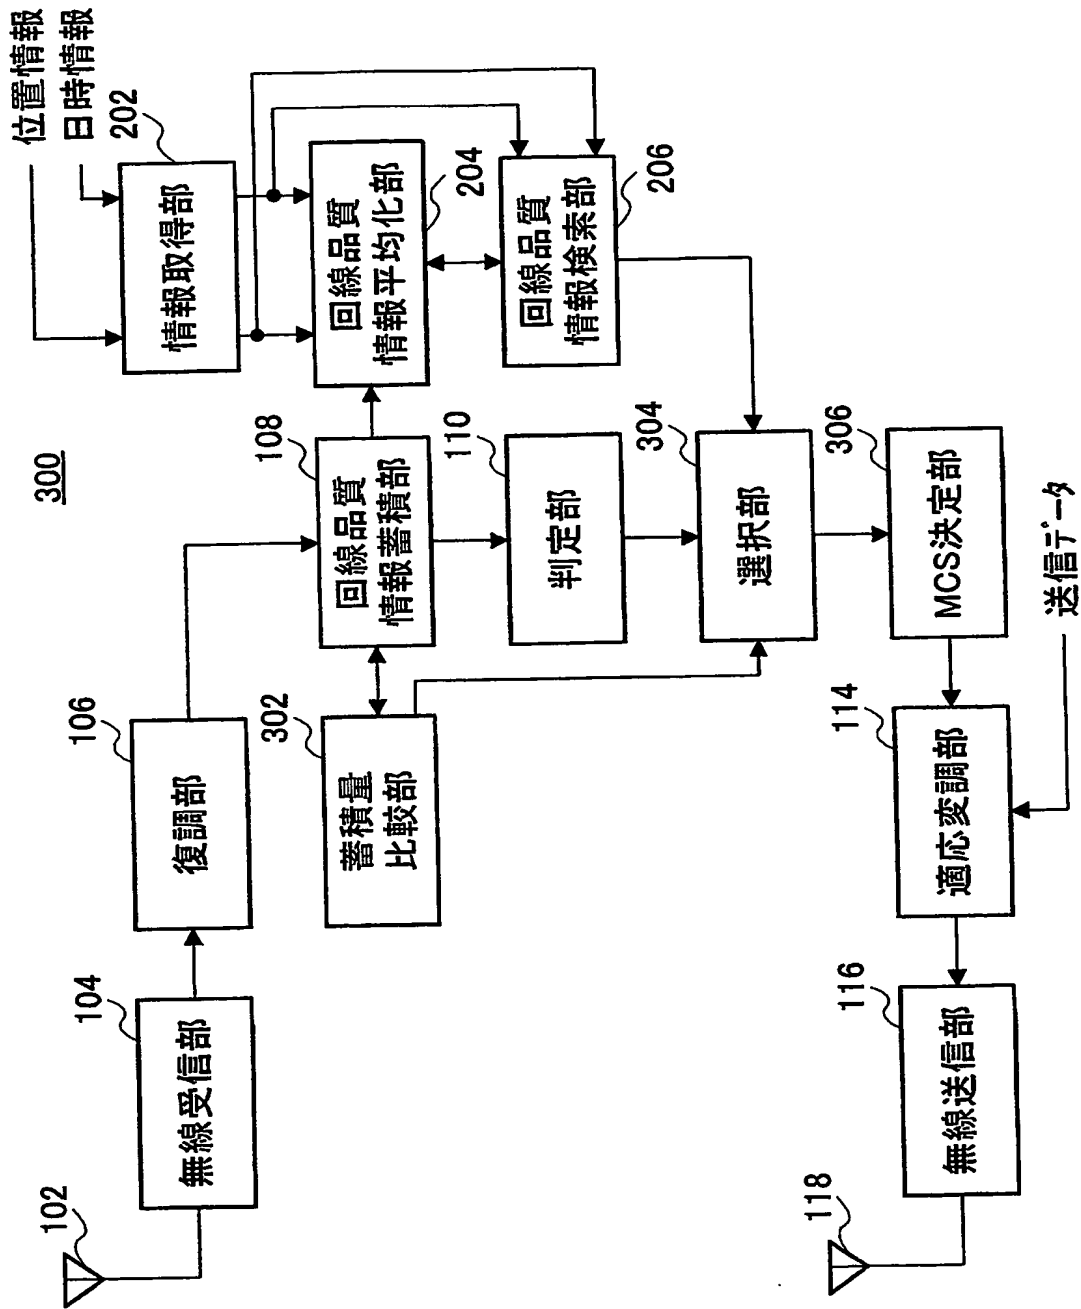 300
位置情報
日時情報
202
情報取得部
102
104
無線受信部
106
復調部
108
回線品質
情報蓄積部
回線品質
情報平均化部
204
302
蓄積量
比較部
110
判定部
回線品質
情報検索部
206
304
選択部
306
MCS決定部
送信データ
114
適応変調部
116
無線送信部
118